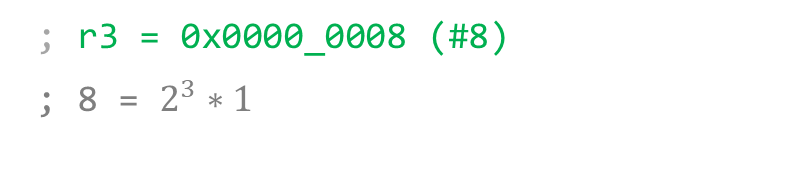 ; r3 = 0x0000_0008 (#8)
; 8 = 2³ * 1